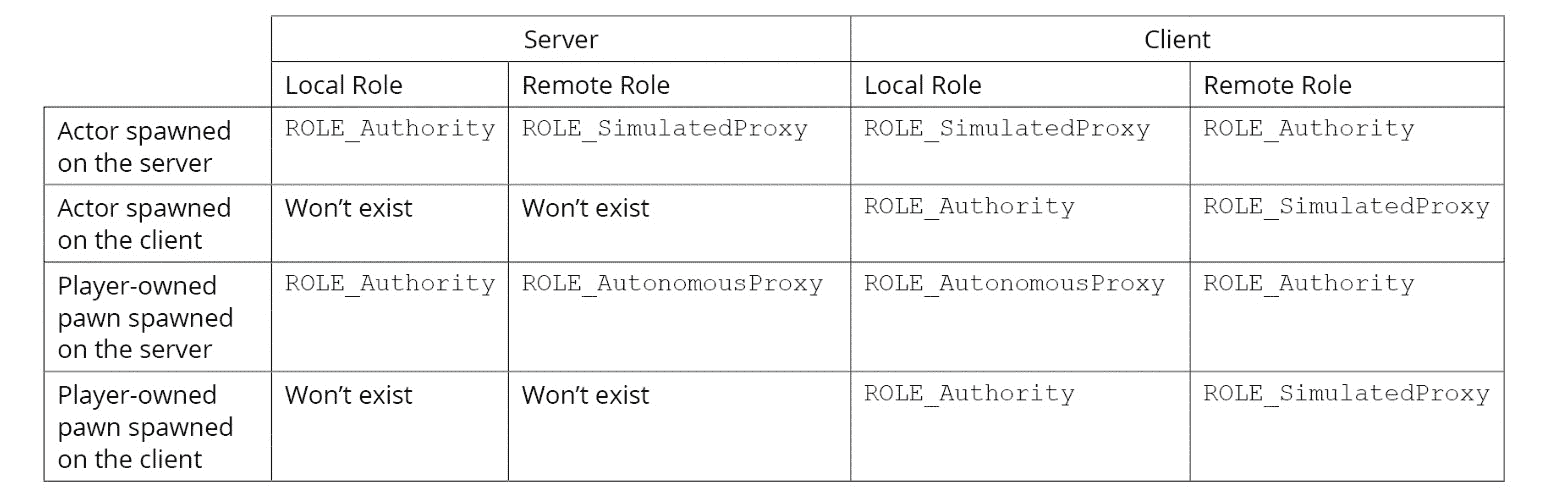 Server Client
Local Role Remote Role Local Role Remote Role
Actor spawned ROLE_Authority ROLE_SimulatedProxy ROLE_SimulatedProxy ROLE_Authority
on the server
Actor spawned Won’t exist Won’t exist ROLE_Authority ROLE_SimulatedProxy
on the client
Player-owned ROLE_Authority ROLE_AutonomousProxy ROLE_AutonomousProxy ROLE_Authority
pawn spawned
on the server
Player-owned Won’t exist Won’t exist ROLE_Authority ROLE_SimulatedProxy
pawn spawned
on the client